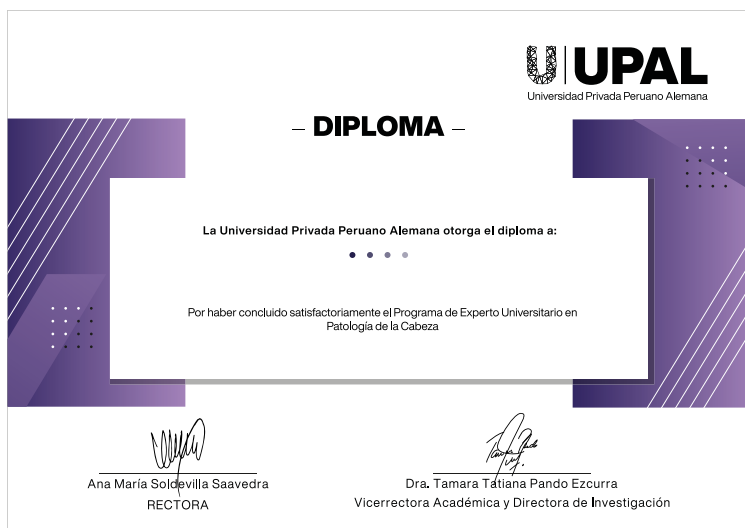 UPAL
Universidad Privada Peruano Alemana
– DIPLOMA –
La Universidad Privada Peruano Alemana otorga el diploma a:
Por haber concluido satisfactoriamente el Programa de Experto Universitario en
Patología de la Cabeza
Ana María Soldevilla Saavedra
RECTORA
Dra. Tamara Tatiana Pando Ezcurra
Vicerrectora Académica y Directora de Investigación